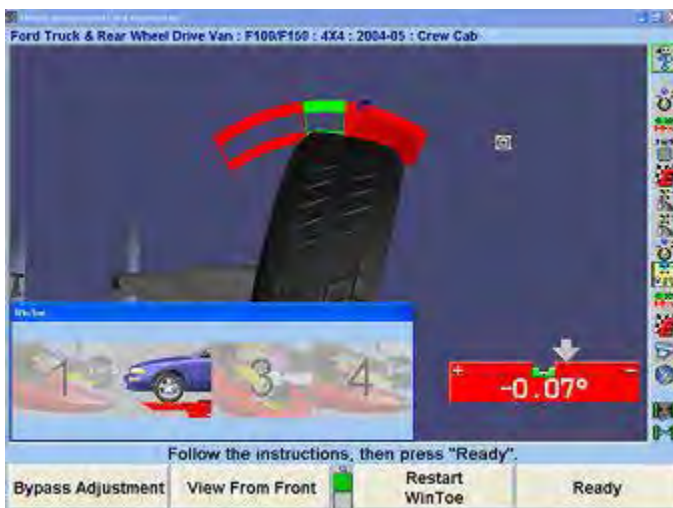 Ford Truck & Rear Wheel Drive Van : F100/F150 : 4X4 : 2004-05 : Crew Cab
WinToe
1 3 4
+ -
-0.07°
Follow the instructions, then press "Ready".
Bypass Adjustment
View From Front
Restart
WinToe
Ready